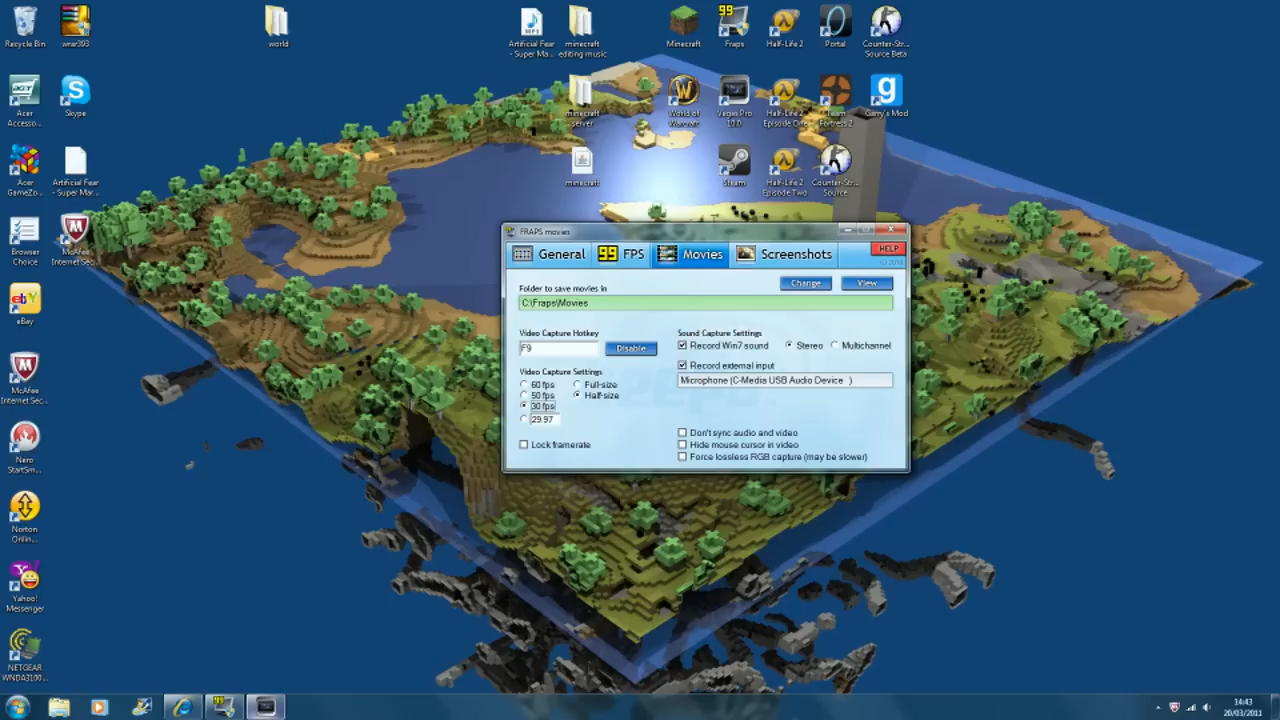 Recycle Bin
wrar393
world
Artificial Fear
- Super Ma...
minecraft
editing music
Minecraft
Fraps
Half-Life 2
Portal
Counter-Str...
Source Beta
Acer
Accesso...
Skype
minecraft
server
World of
Warcraft
Vegas Pro
10.0
Half-Life 2
Episode One
Team
Fortress 2
Garry's Mod
Acer
GameZo...
Artificial Fear
- Super Mar...
minecraft
Steam
Half-Life 2
Episode Two
Counter-Str...
Source
Browser
Choice
McAfee
Internet Sec...
eBay
McAfee
Internet Sec...
Nero
StartSm...
Norton
Online...
Yahoo!
Messenger
NETGEAR
WNDA3100...
FRAPS movies
General
99 FPS
Movies
Screenshots
HELP
Folder to save movies in
Change
View
C:\Fraps\Movies
Video Capture Hotkey
F9
Disable
Video Capture Settings
60 fps
Full-size
50 fps
Half-size
30 fps
29.97
Lock framerate
Sound Capture Settings
Record Win7 sound
Stereo
Multichannel
Record external input
Microphone (C-Media USB Audio Device )
Don't sync audio and video
Hide mouse cursor in video
Force lossless RGB capture (may be slower)
14:43
20/03/2011